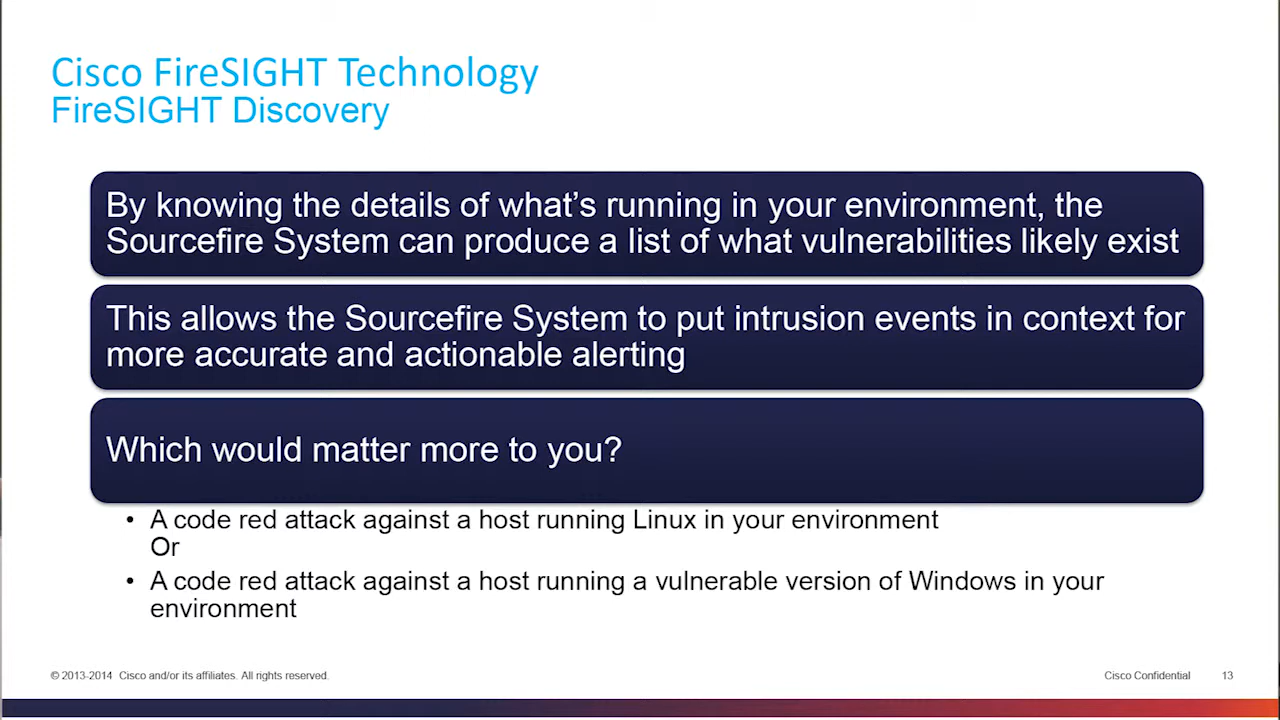 Cisco FireSIGHT Technology
FireSIGHT Discovery
By knowing the details of what’s running in your environment, the
Sourcefire System can produce a list of what vulnerabilities likely exist
This allows the Sourcefire System to put intrusion events in context for
more accurate and actionable alerting
Which would matter more to you?
• A code red attack against a host running Linux in your environment
Or
• A code red attack against a host running a vulnerable version of Windows in your
environment
© 2013-2014 Cisco and/or its affiliates. All rights reserved.
Cisco Confidential
13